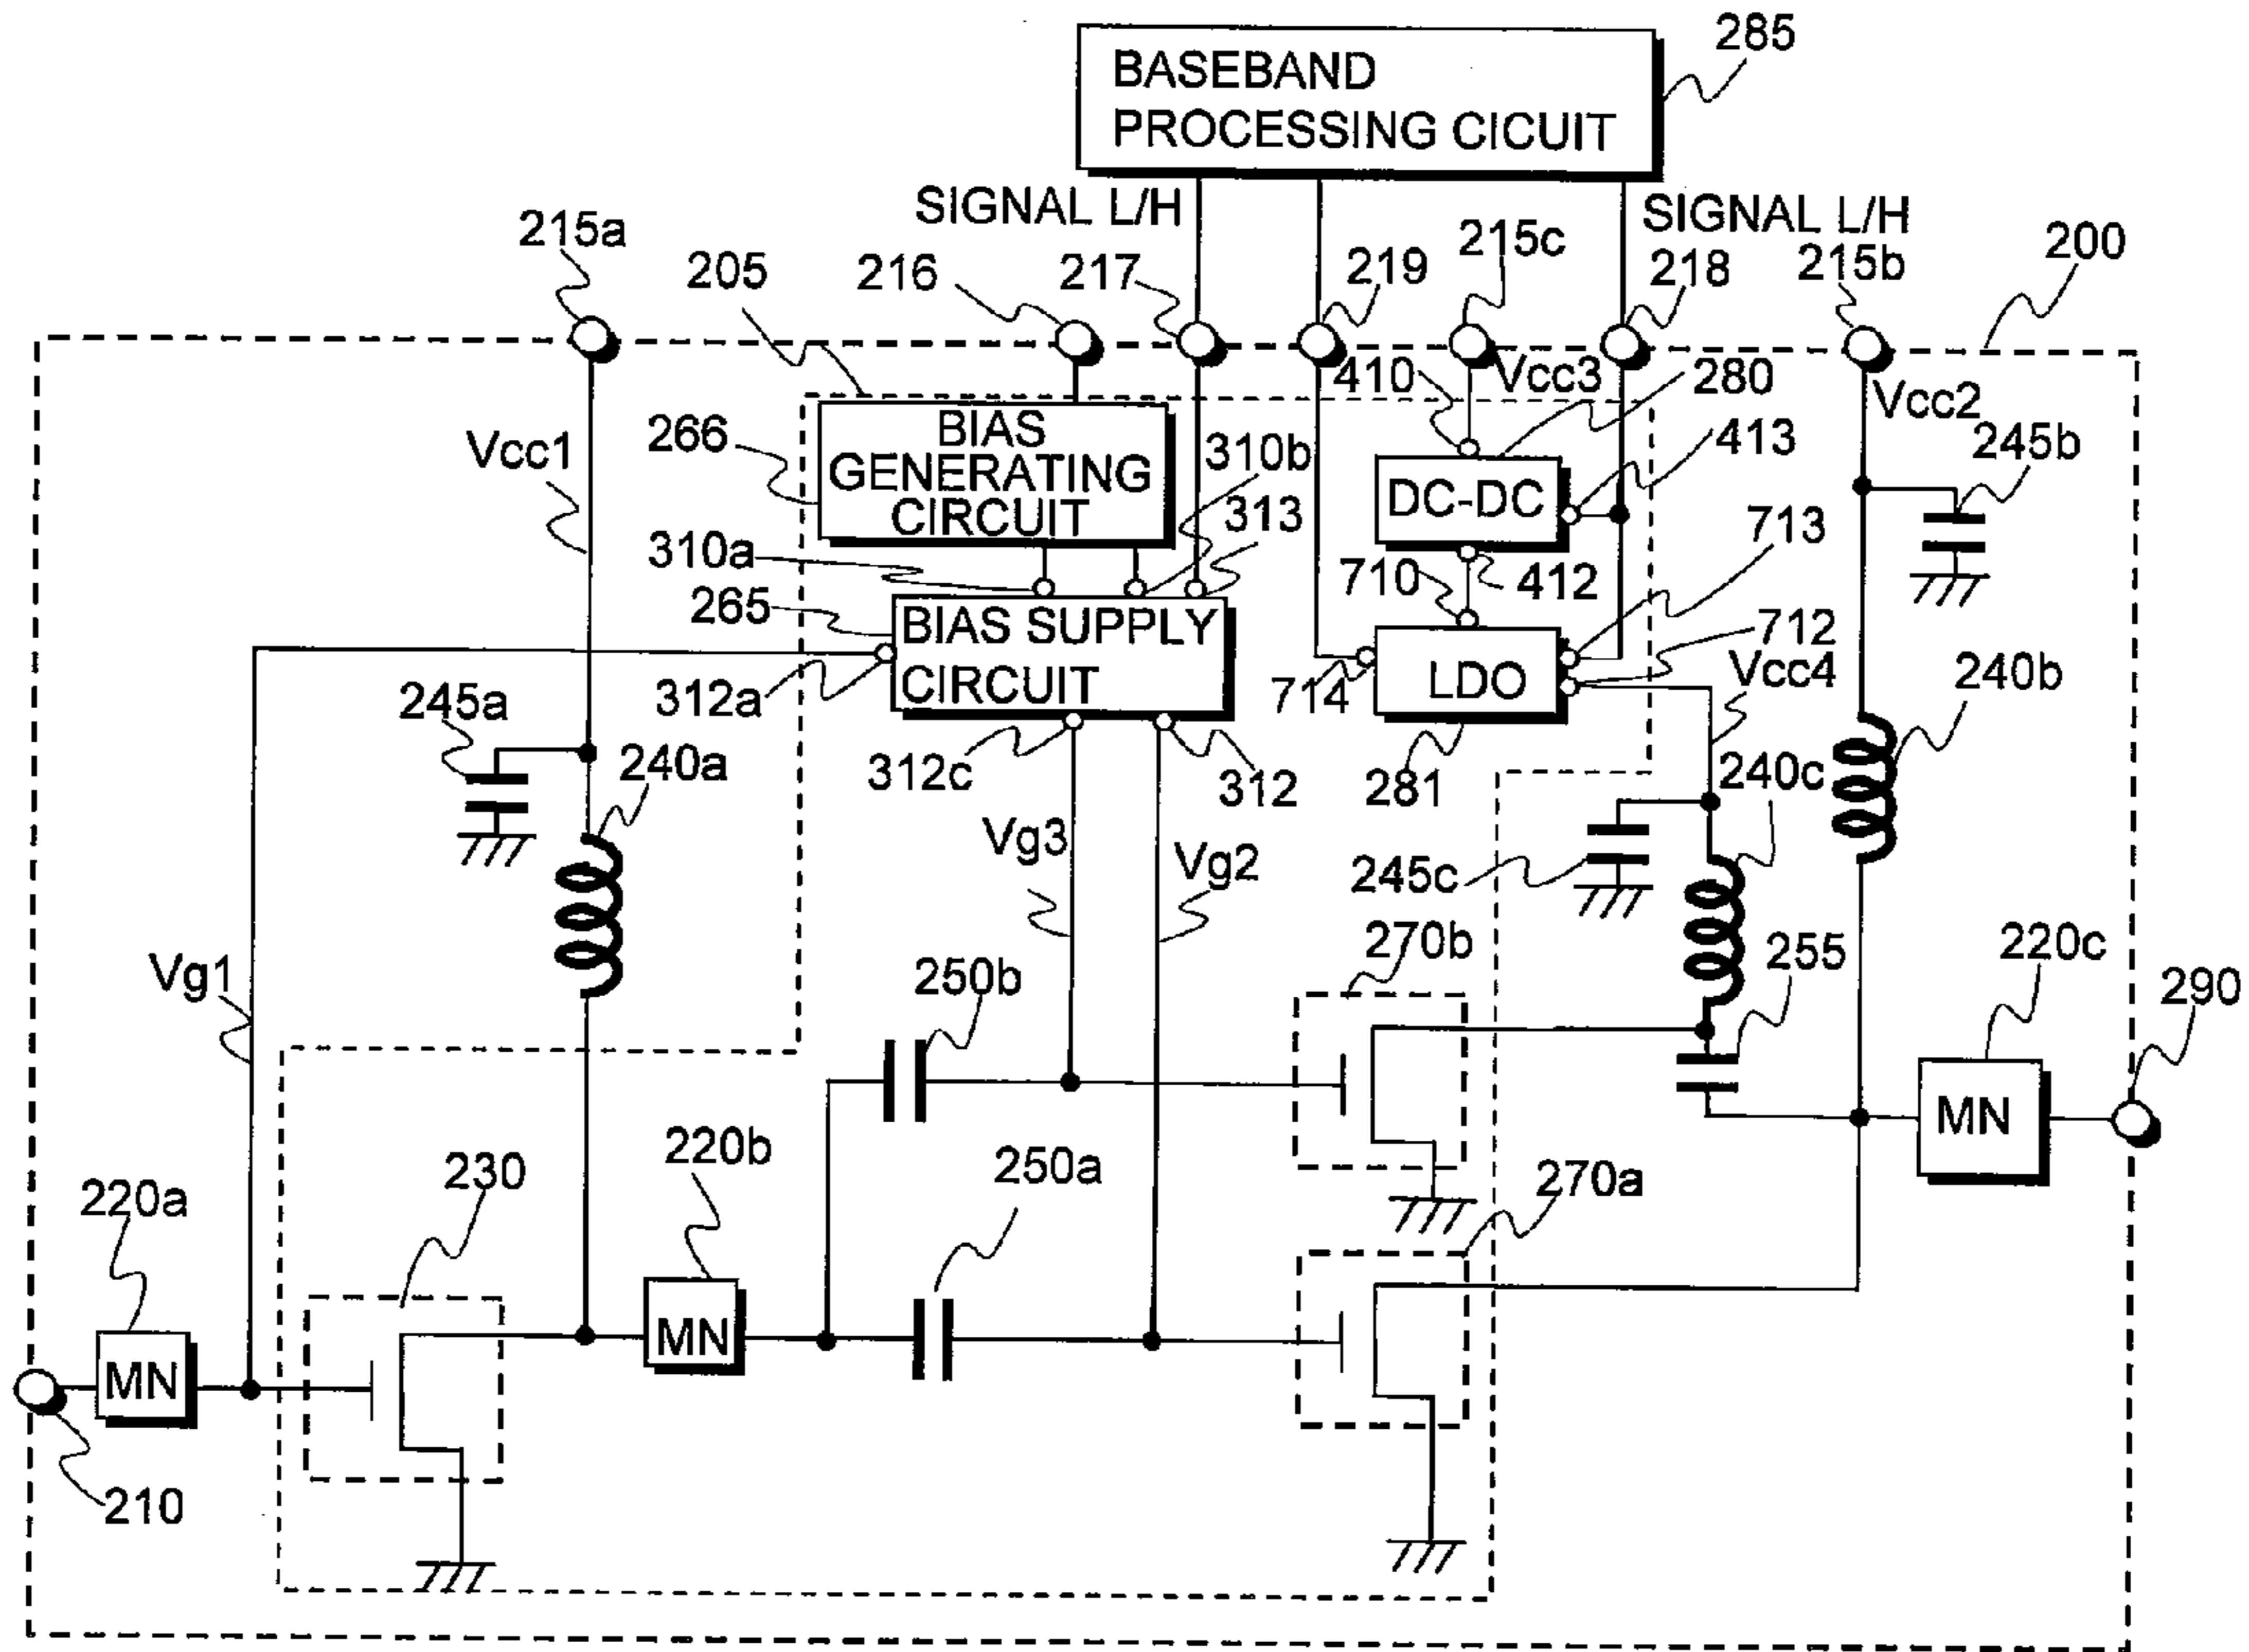 285
BASEBAND
PROCESSING CICUIT
SIGNAL L/H
SIGNAL L/H
215a
205
216
217
219
215c
218
215b
200
410
Vcc3
280
Vcc2
Vcc1
266
BIAS
GENERATING
CIRCUIT
310b
313
DC-DC
413
245b
310a
710
412
713
265
BIAS SUPPLY
CIRCUIT
312a
714
LDO
712
Vcc4
240b
245a
240a
312c
312
281
240c
Vg3
Vg2
245c
270b
Vg1
250b
255
220c
290
MN
220b
250a
230
270a
220a
MN
MN
210